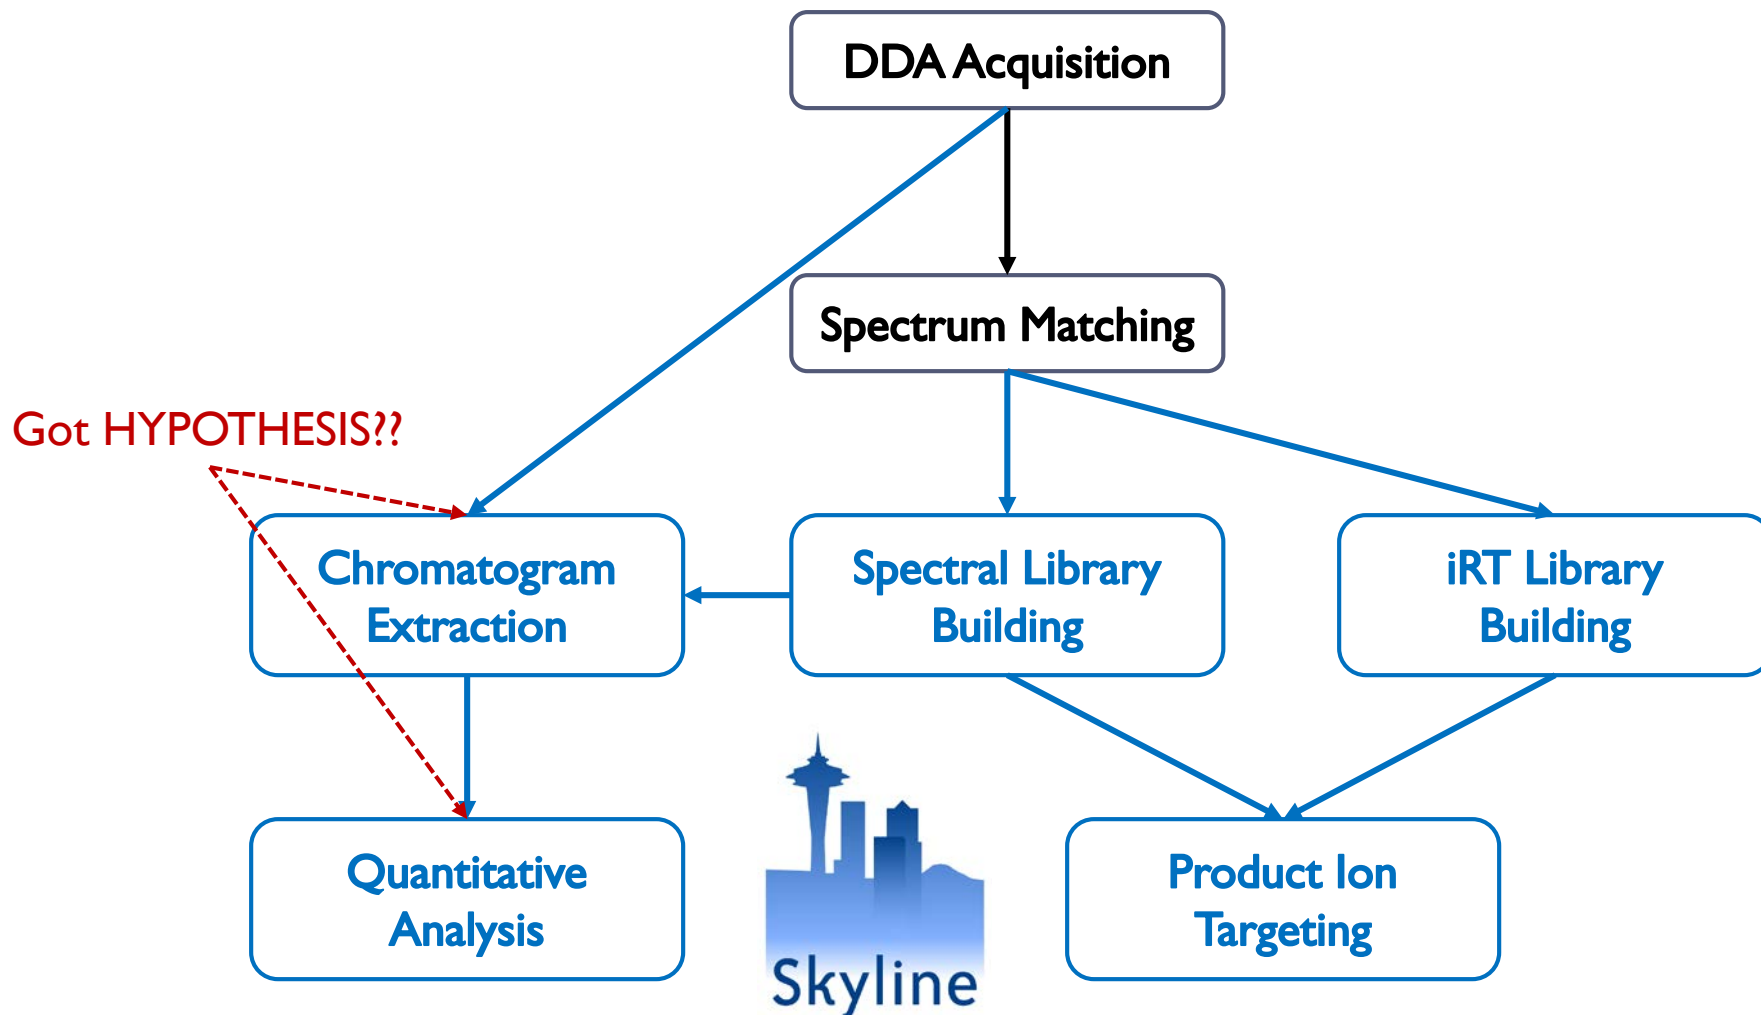 DDA Acquisition
Spectrum Matching
Got HYPOTHESIS??
Chromatogram
Extraction
Spectral Library
Building
iRT Library
Building
Quantitative
Analysis
Product Ion
Targeting
Skyline